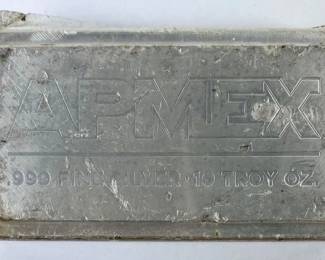 APMEX
.999 FINE SILVER • 10 TROY OZ.